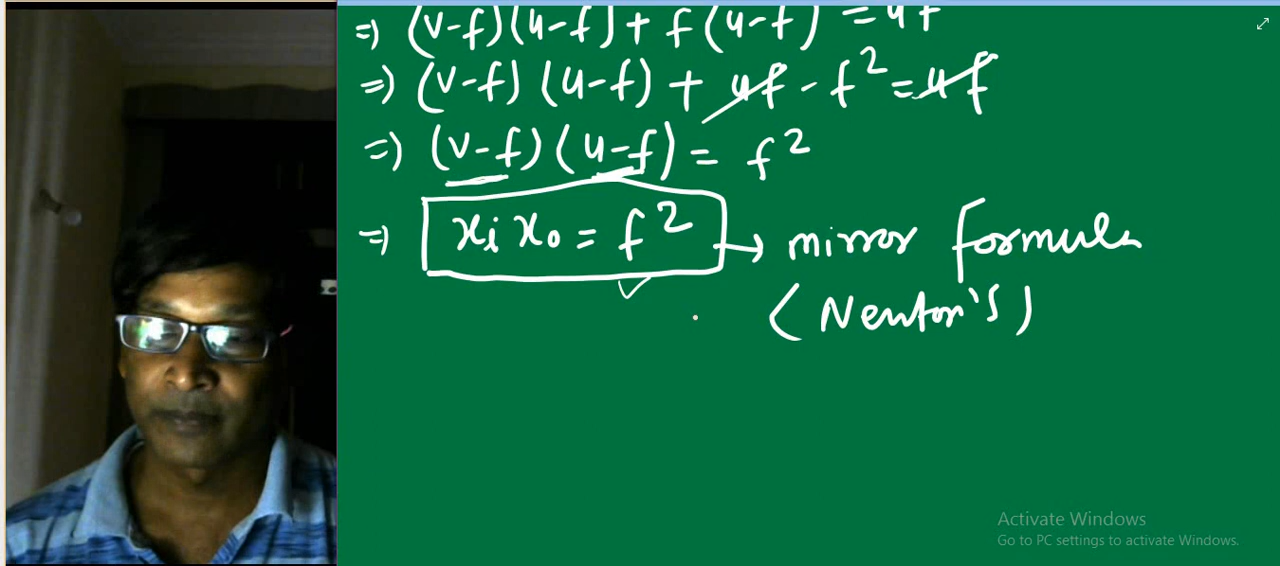 ⇒) (v-f)(u-f)+ f(u-f) = uf
⇒) (v-f) (u-f) + uf - f² = uf
⇒) (v-f) (u-f) = f²
⇒) xᵢ x₀ = f² → mirror formula
(Newton's)
Activate Windows
Go to PC settings to activate Windows.